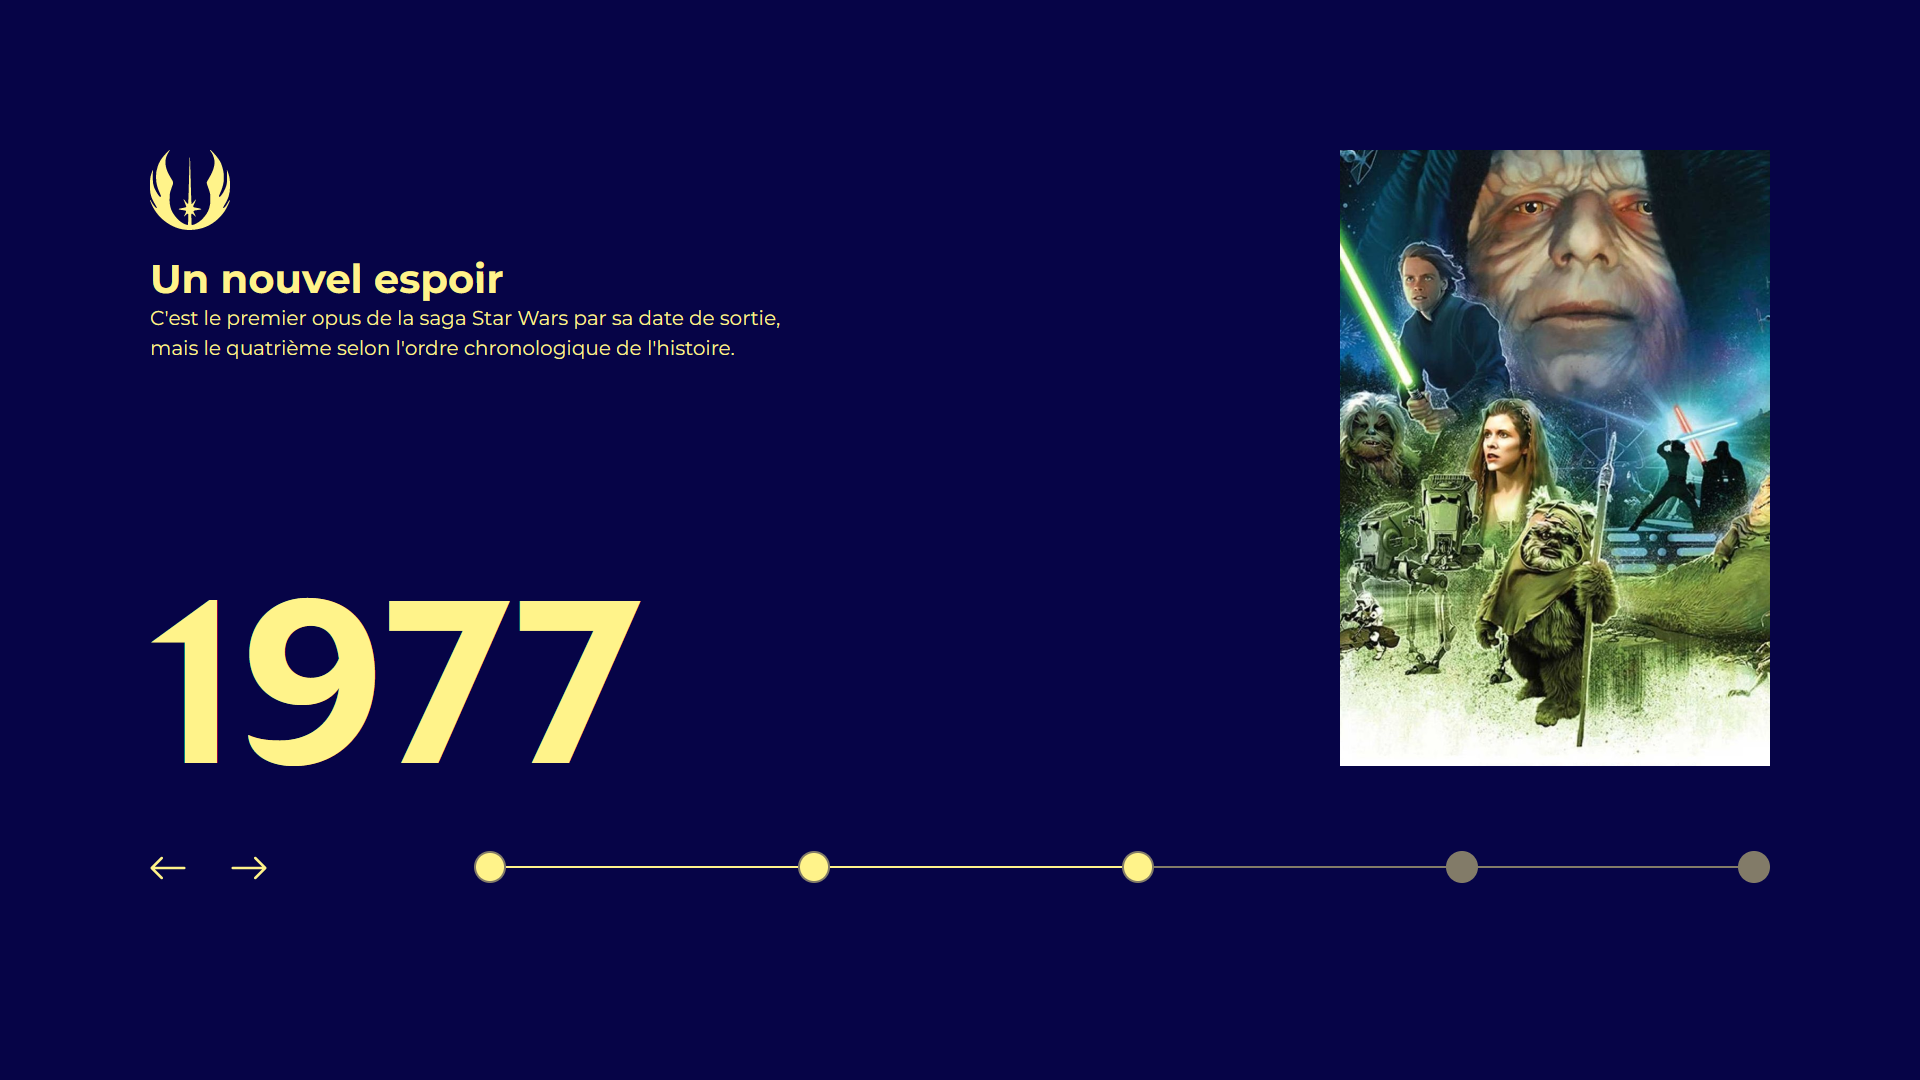 Un nouvel espoir
C'est le premier opus de la saga Star Wars par sa date de sortie,
mais le quatrième selon l'ordre chronologique de l'histoire.
1977